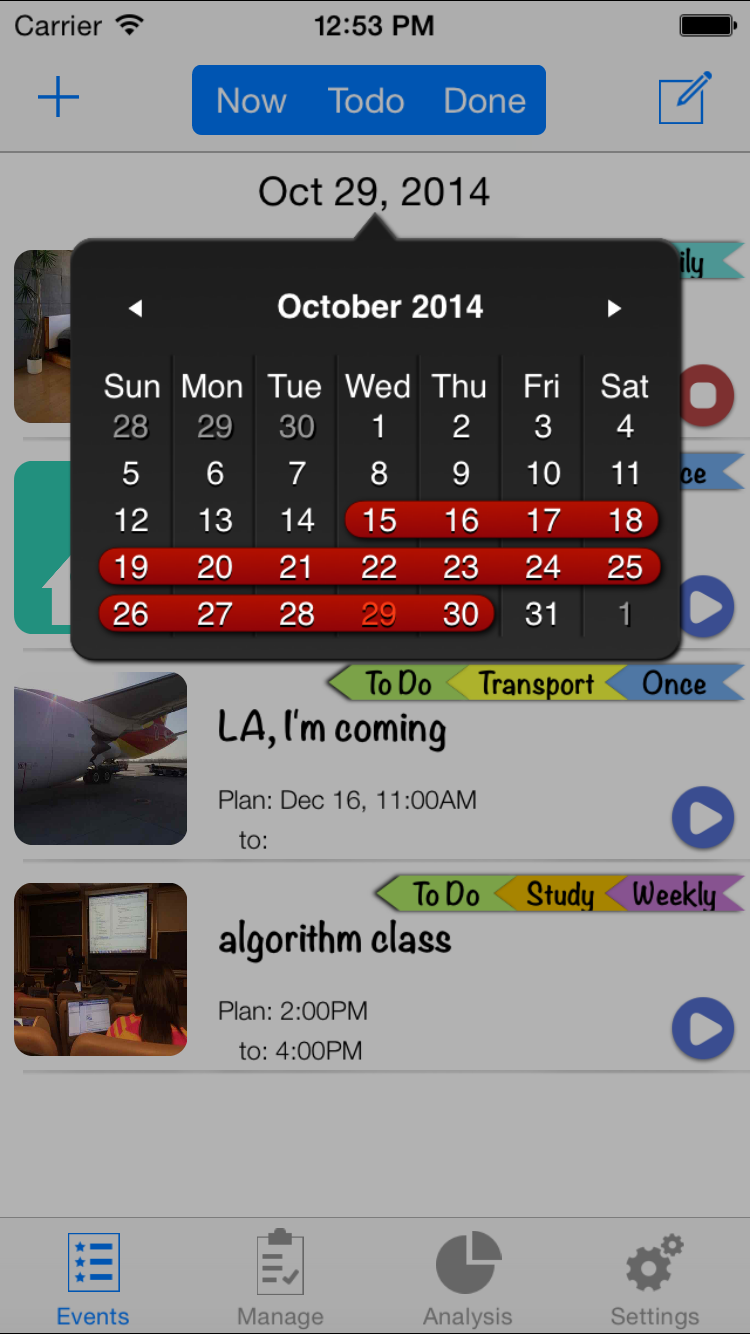 Carrier 12:53 PM
Now Todo Done
Oct 29, 2014
October 2014
Sun Mon Tue Wed Thu Fri Sat
28 29 30 1 2 3 4
5 6 7 8 9 10 11
12 13 14 15 16 17 18
19 20 21 22 23 24 25
26 27 28 29 30 31 1
ily
ce
To Do Transport Once
LA, I'm coming
Plan: Dec 16, 11:00AM
to:
To Do Study Weekly
algorithm class
Plan: 2:00PM
to: 4:00PM
Events Manage Analysis Settings